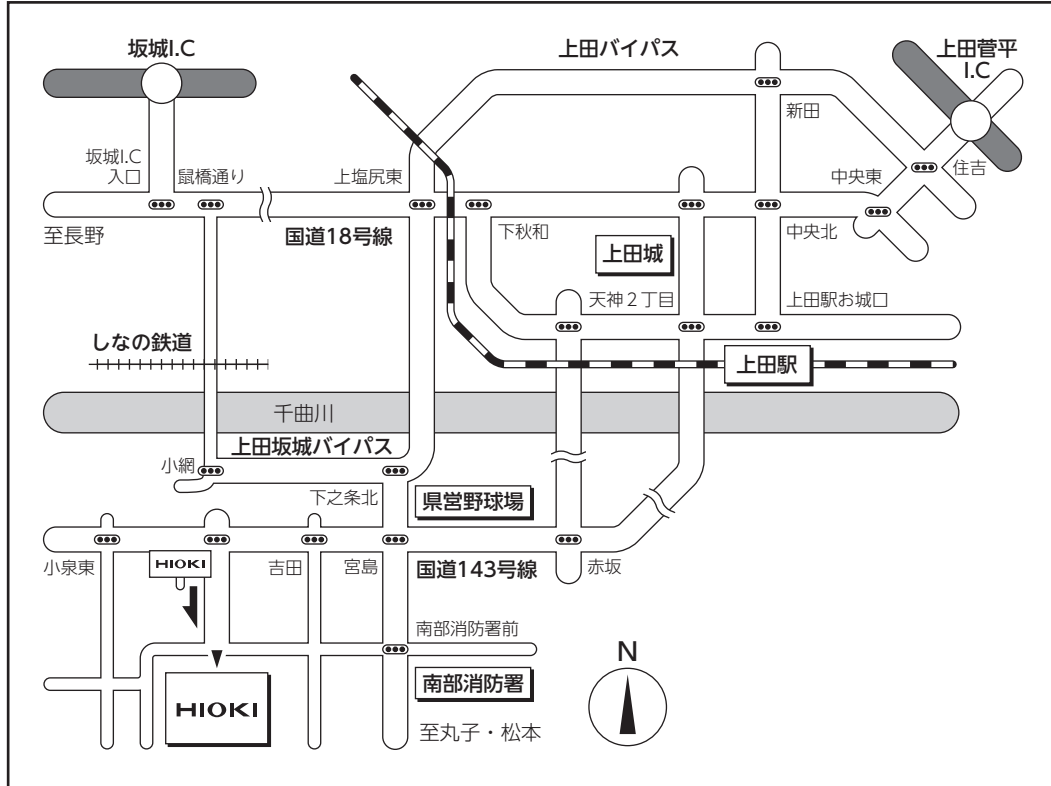 坂城I.C
上田バイパス
上田菅平
I.C
新田
坂城I.C
入口
鼠橋通り
上塩尻東
中央東
住吉
至長野
国道18号線
下秋和
上田城
中央北
天神2丁目
上田駅お城口
しなの鉄道
上田駅
千曲川
上田坂城バイパス
小網
下之条北
県営野球場
小泉東
HIOKI
吉田
宮島
国道143号線
赤坂
南部消防署前
N
HIOKI
南部消防署
至丸子・松本